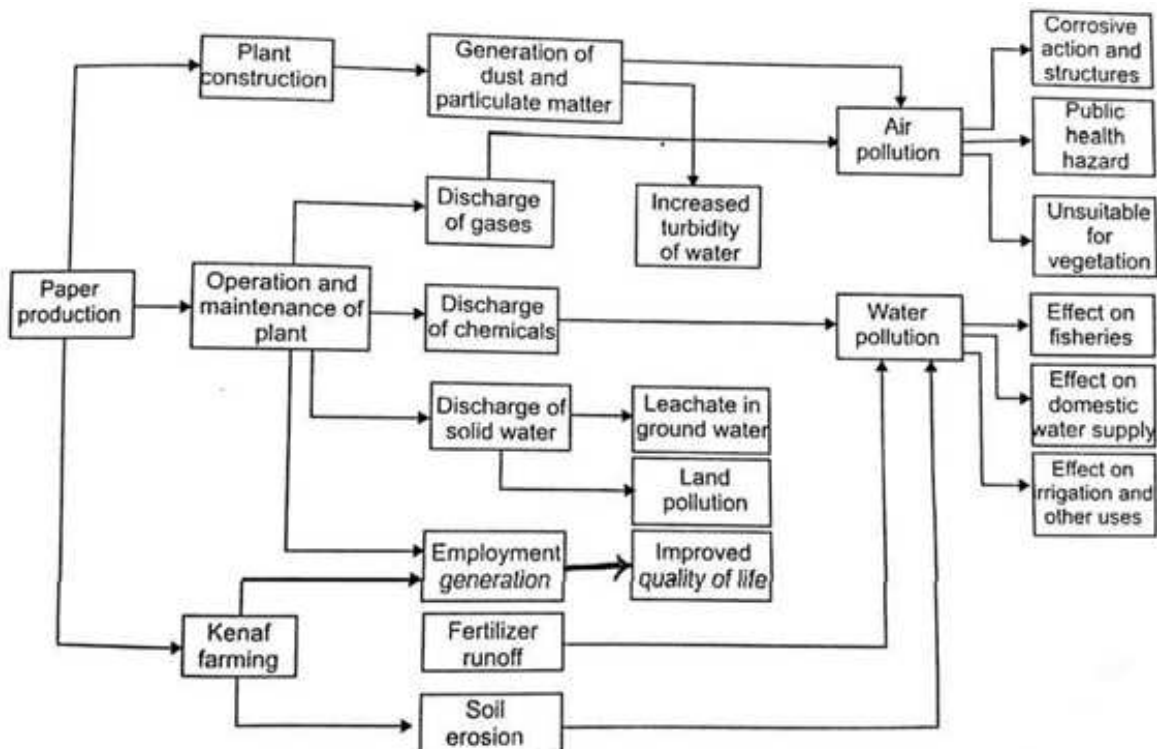 Plant
construction
Generation of
dust and
particulate matter
Corrosive
action and
structures
Air
pollution
Public
health
hazard
Discharge
of gases
Increased
turbidity
of water
Unsuitable
for
vegetation
Paper
production
Operation and
maintenance of
plant
Discharge
of chemicals
Water
pollution
Effect on
fisheries
Discharge of
solid water
Leachate in
ground water
Effect on
domestic
water supply
Land
pollution
Effect on
irrigation and
other uses
Employment
generation
Improved
quality of life
Kenaf
farming
Fertilizer
runoff
Soil
erosion